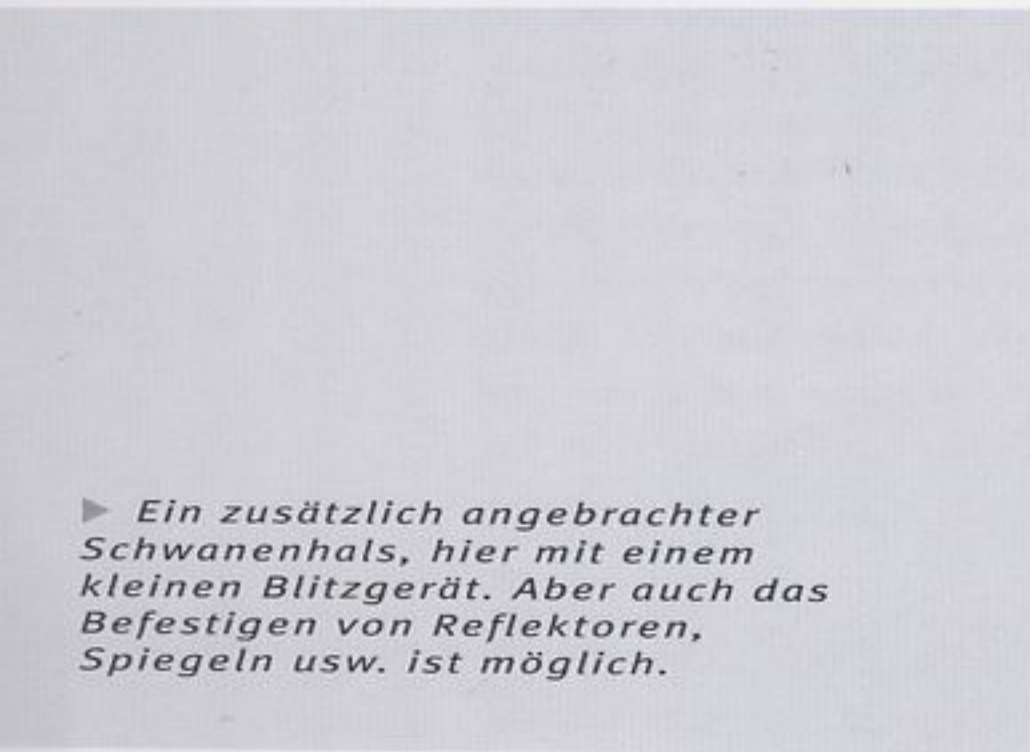 ▶ Ein zusätzlich angebrachter
Schwanenhals, hier mit einem
kleinen Blitzgerät. Aber auch das
Befestigen von Reflektoren,
Spiegeln usw. ist möglich.